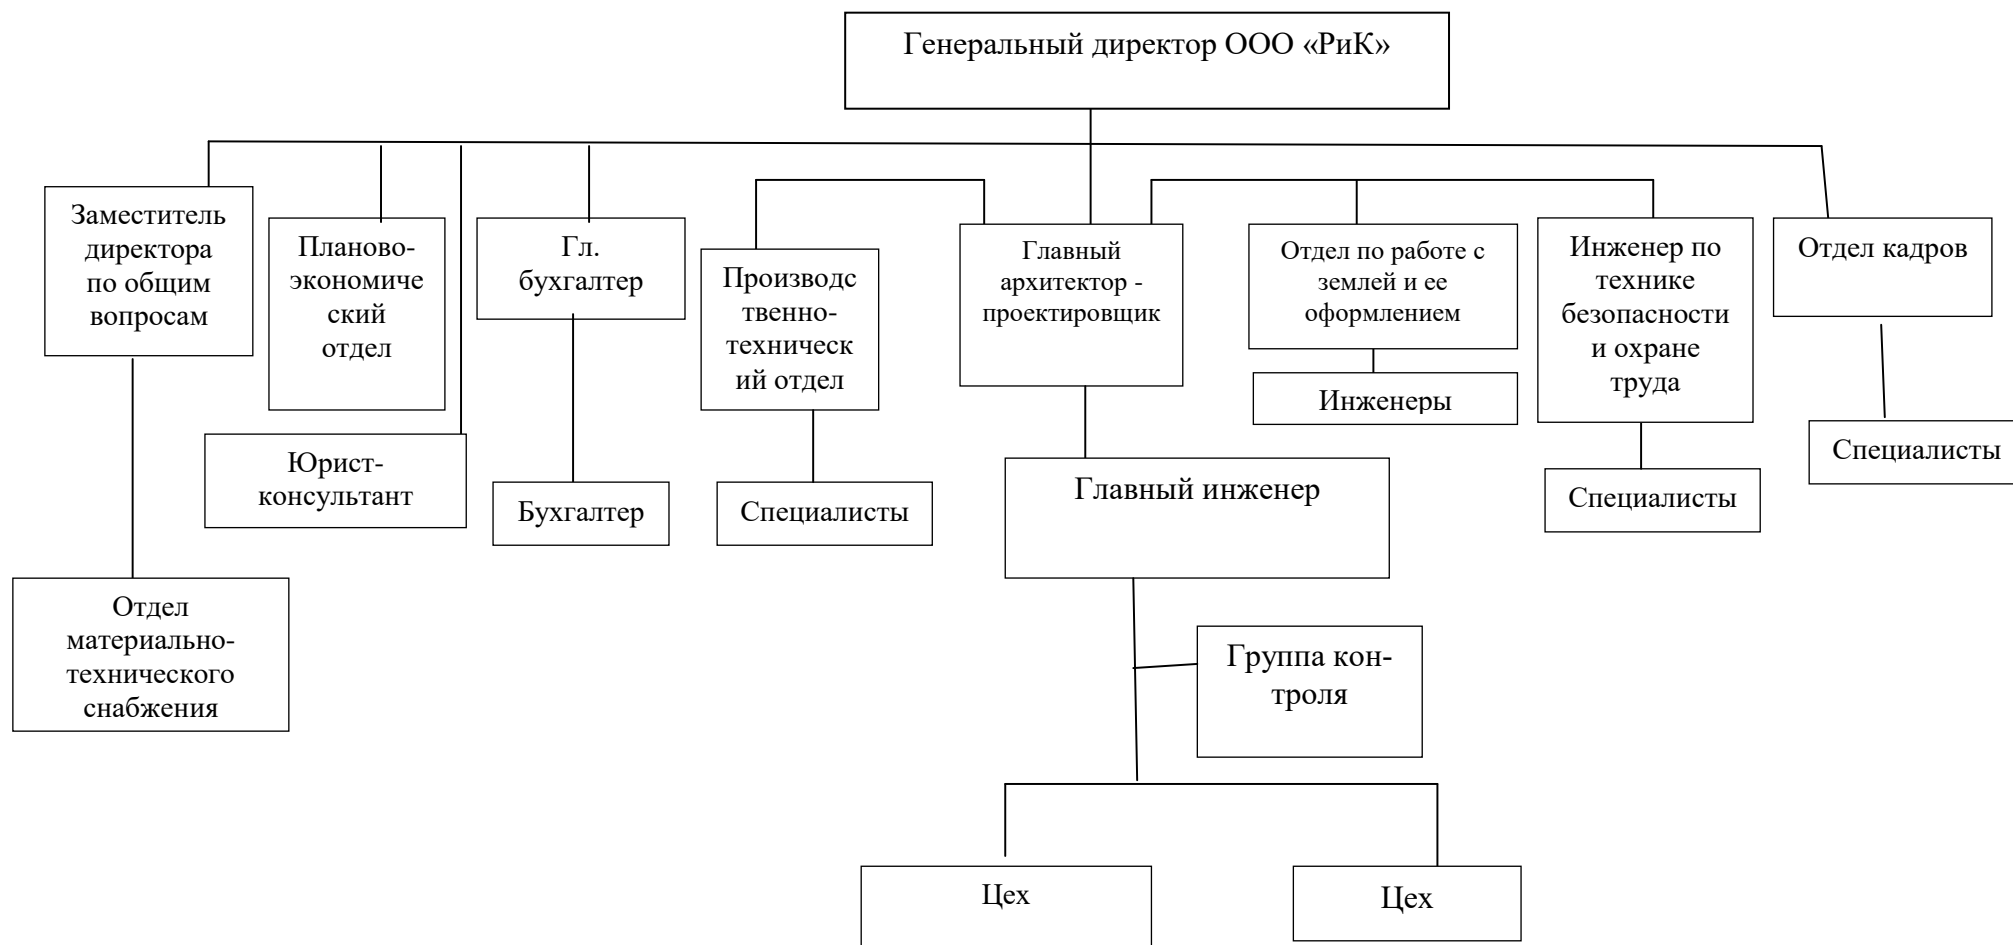 Генеральный директор ООО «РиК»
Заместитель
директора
по общим
вопросам
Планово-
экономиче
ский
отдел
Гл.
бухгалтер
Производс
твенно-
техническ
ий отдел
Главный
архитектор -
проектировщик
Отдел по работе с
землей и ее
оформлением
Инженер по
технике
безопасности
и охране
труда
Отдел кадров
Инженеры
Юрист-
консультант
Бухгалтер
Специалисты
Главный инженер
Специалисты
Специалисты
Отдел
материально-
технического
снабжения
Группа кон-
троля
Цех
Цех